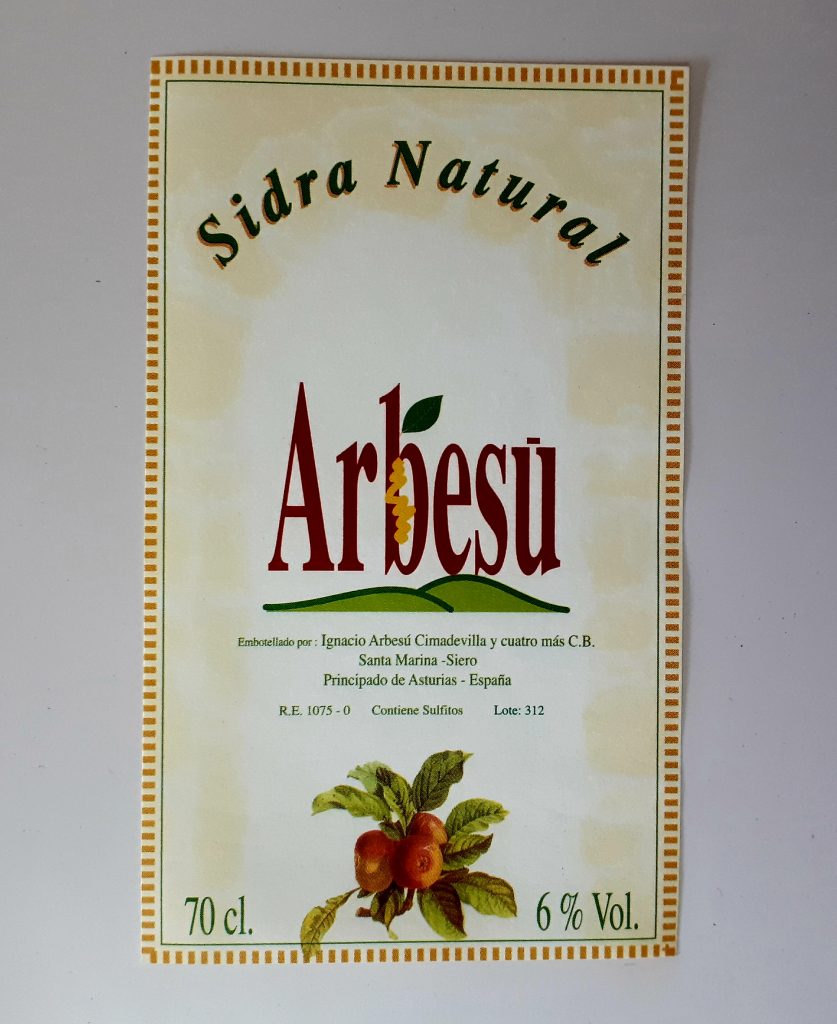 Sidra Natural
Arbesú
Embotellado por : Ignacio Arbesú Cimadevilla y cuatro más C.B.
Santa Marina -Siero
Principado de Asturias - España
R.E. 1075 - 0 Contiene Sulfitos Lote: 312
70 cl. 6 % Vol.